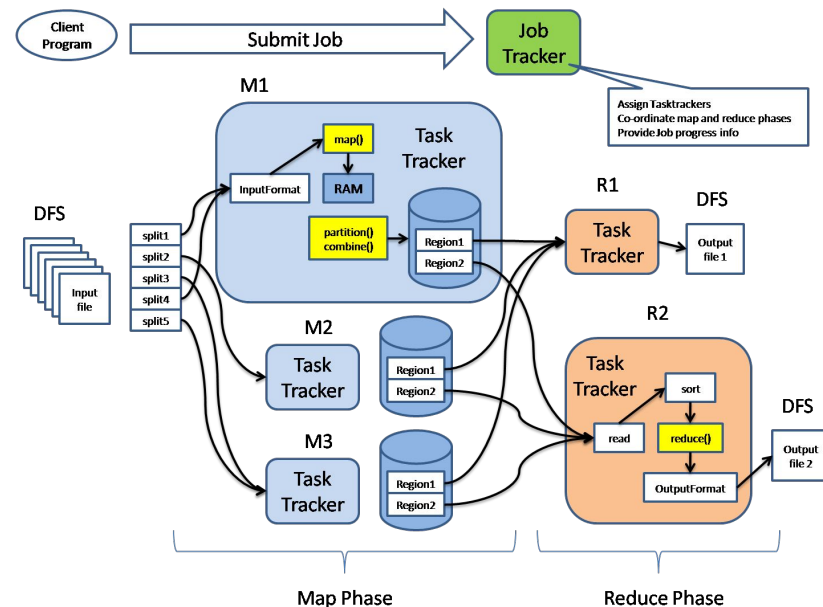 Client
Program
Submit Job
Job
Tracker
Assign Tasktrackers
Co-ordinate map and reduce phases
Provide Job progress info
M1
Task
Tracker
map()
RAM
InputFormat
partition()
combine()
Region1
Region2
DFS
Input
file
split1
split2
split3
split4
split5
M2
Task
Tracker
Region1
Region2
M3
Task
Tracker
Region1
Region2
R1
Task
Tracker
DFS
Output
file 1
R2
Task
Tracker
sort
read
reduce()
OutputFormat
DFS
Output
file 2
Map Phase
Reduce Phase